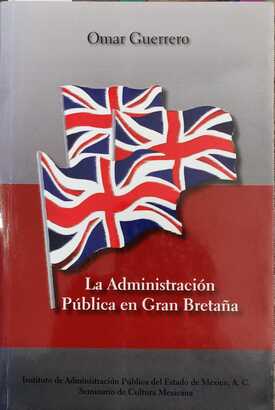 Omar Guerrero
La Administración
Pública en Gran Bretaña
Instituto de Administración Pública del Estado de México, A. C.
Seminario de Cultura Mexicana